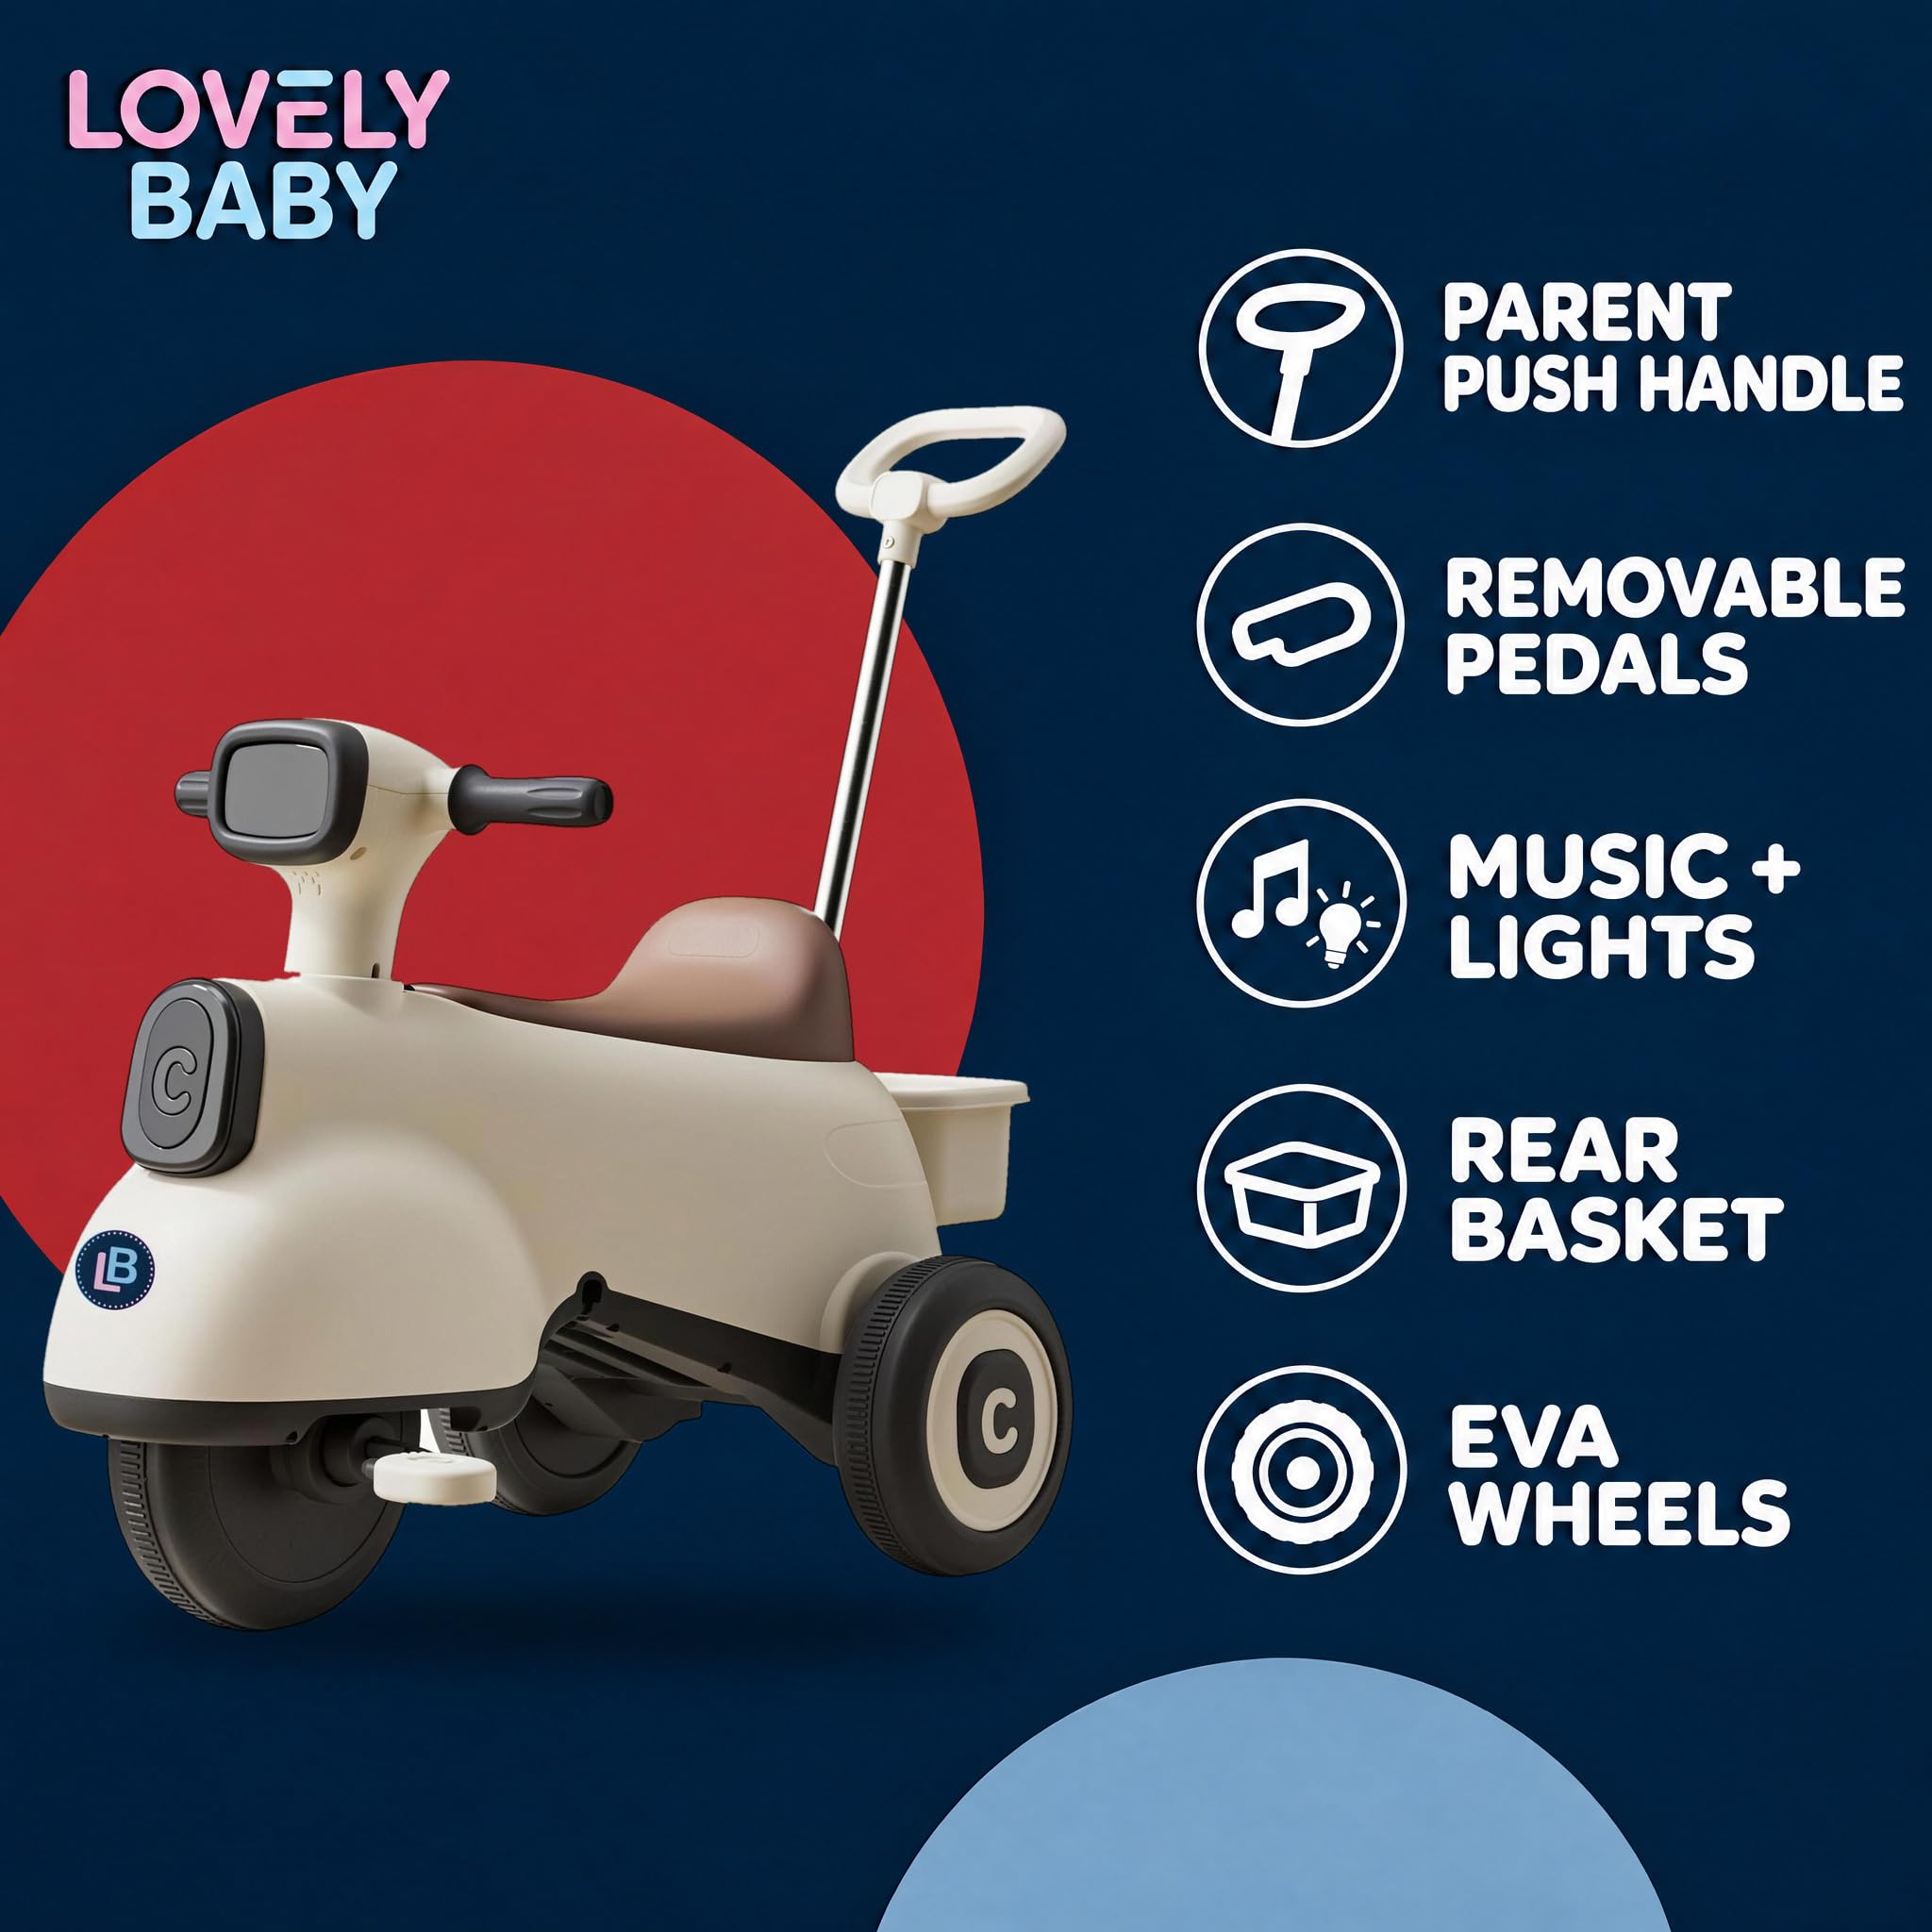 LOVELY
BABY
PARENT
PUSH HANDLE
REMOVABLE
PEDALS
MUSIC +
LIGHTS
REAR
BASKET
EVA
WHEELS
C
LB
C